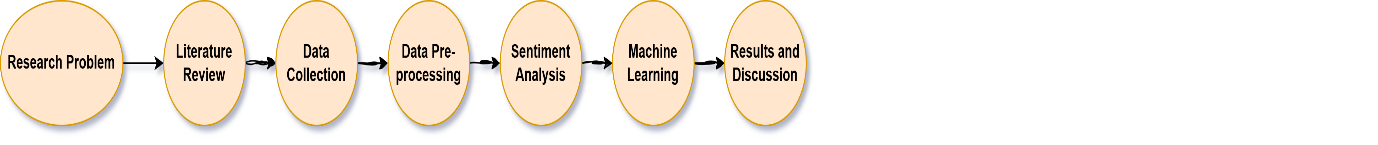 Research Problem
Literature
Review
Data
Collection
Data Pre-
processing
Sentiment
Analysis
Machine
Learning
Results and
Discussion